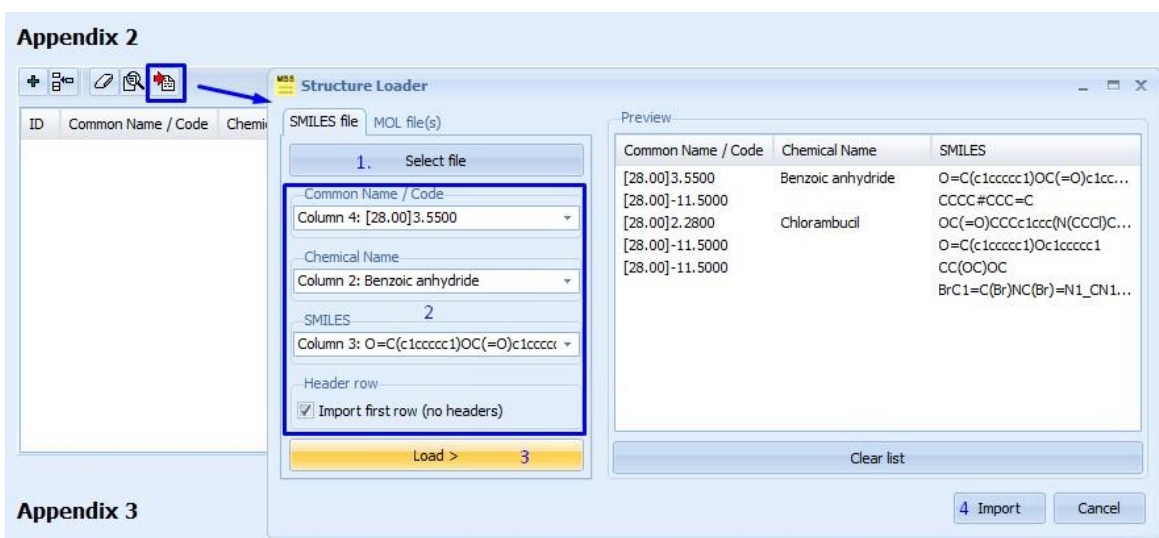 Appendix 2
MSS Structure Loader
ID Common Name / Code Chemi
SMILES file MOL file(s)
1. Select file
Common Name / Code
Column 4: [28.00]3.5500
Chemical Name
Column 2: Benzoic anhydride
2
SMILES
Column 3: O=C(c1ccccc1)OC(=O)c1cccc
Header row
Import first row (no headers)
Load > 3
Preview
Common Name / Code Chemical Name SMILES
[28.00]3.5500 Benzoic anhydride O=C(c1ccccc1)OC(=O)c1cc...
[28.00]-11.5000 CCCC#CCC=C
[28.00]2.2800 Chlorambucil OC(=O)CCCc1ccc(N(CCCl)C...
[28.00]-11.5000 O=C(c1ccccc1)Oc1ccccc1
[28.00]-11.5000 CC(OC)OC
BrC1=C(Br)NC(Br)=N1_CN1...
Clear list
4 Import Cancel
Appendix 3